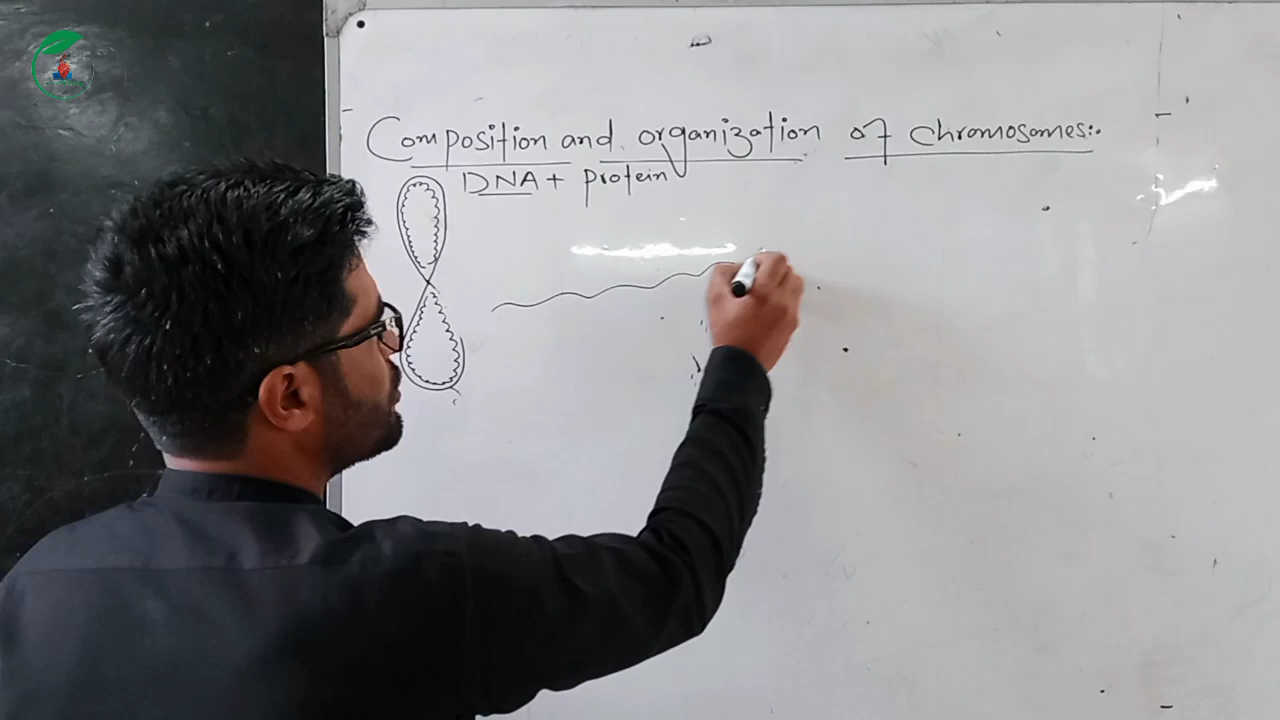 Composition and organization of chromosomes:.
DNA + protein